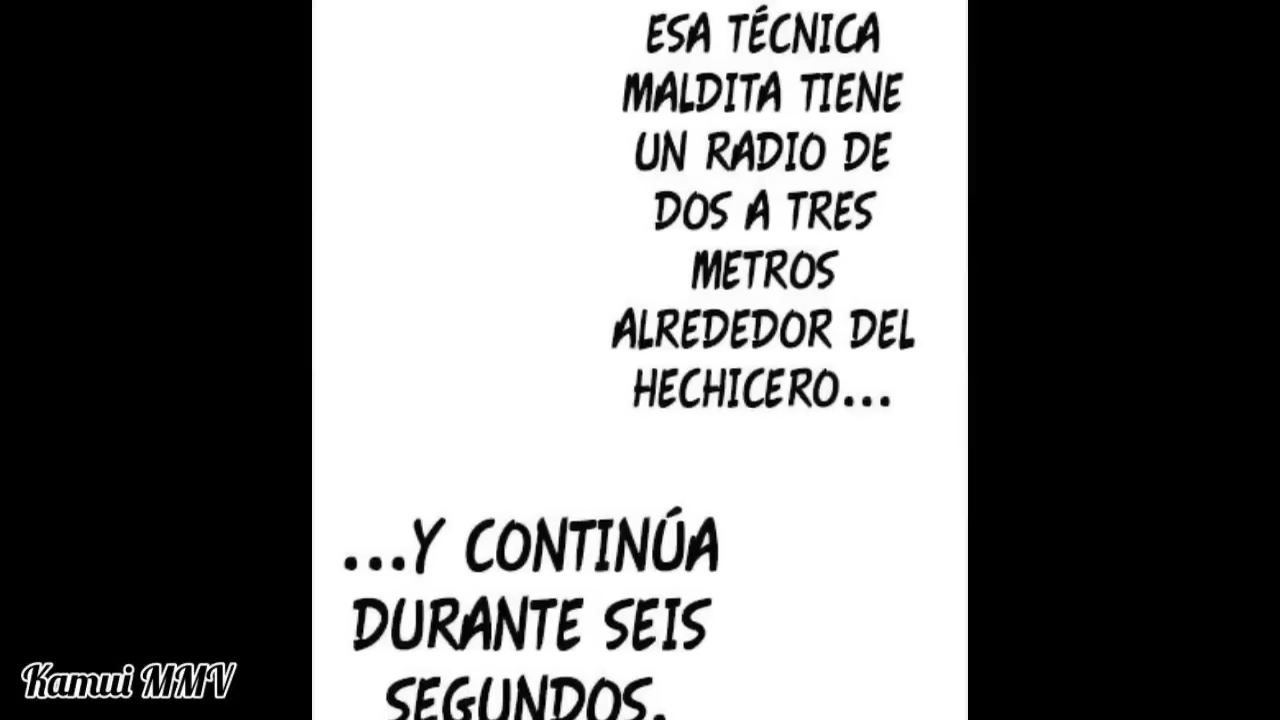 ESA TÉCNICA
MALDITA TIENE
UN RADIO DE
DOS A TRES
METROS
ALREDEDOR DEL
HECHICERO...
...Y CONTINÚA
DURANTE SEIS
SEGUNDOS.
Kamui MMV